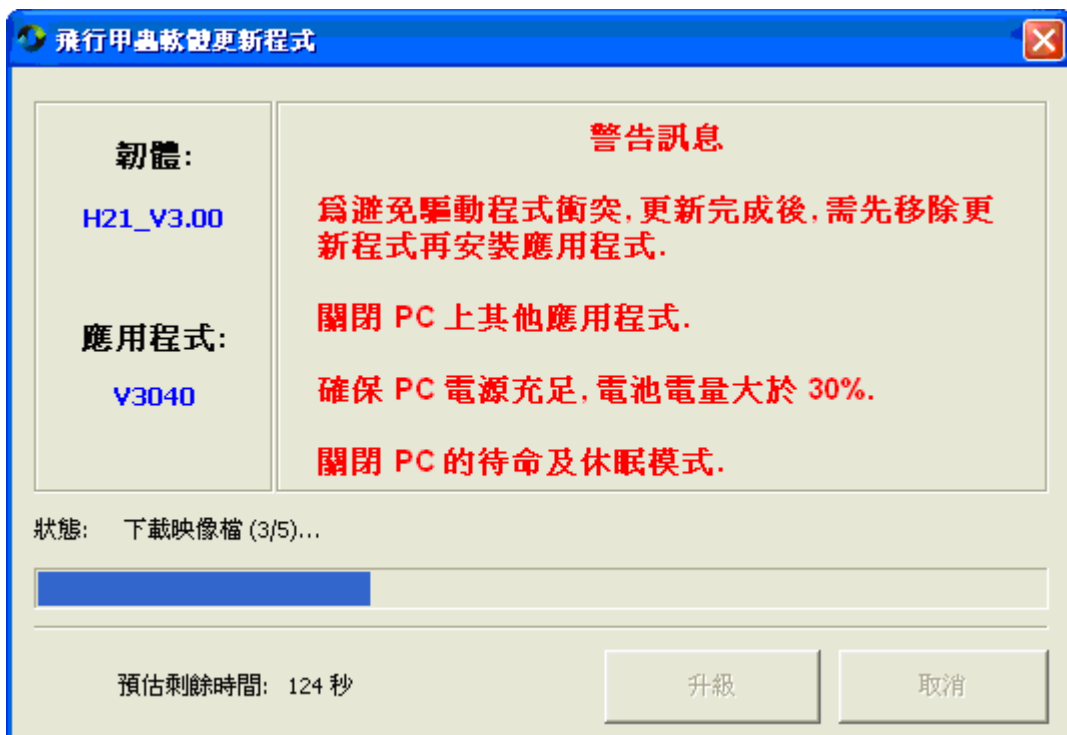 飛行甲蟲軟體更新程式
韌體:
H21_V3.00
應用程式:
V3040
警告訊息
為避免驅動程式衝突,更新完成後,需先移除更
新程式再安裝應用程式.
關閉 PC 上其他應用程式.
確保 PC 電源充足,電池電量大於 30%.
關閉 PC 的待命及休眠模式.
狀態: 下載映像檔 (3/5)...
預估剩餘時間: 124 秒
升級
取消